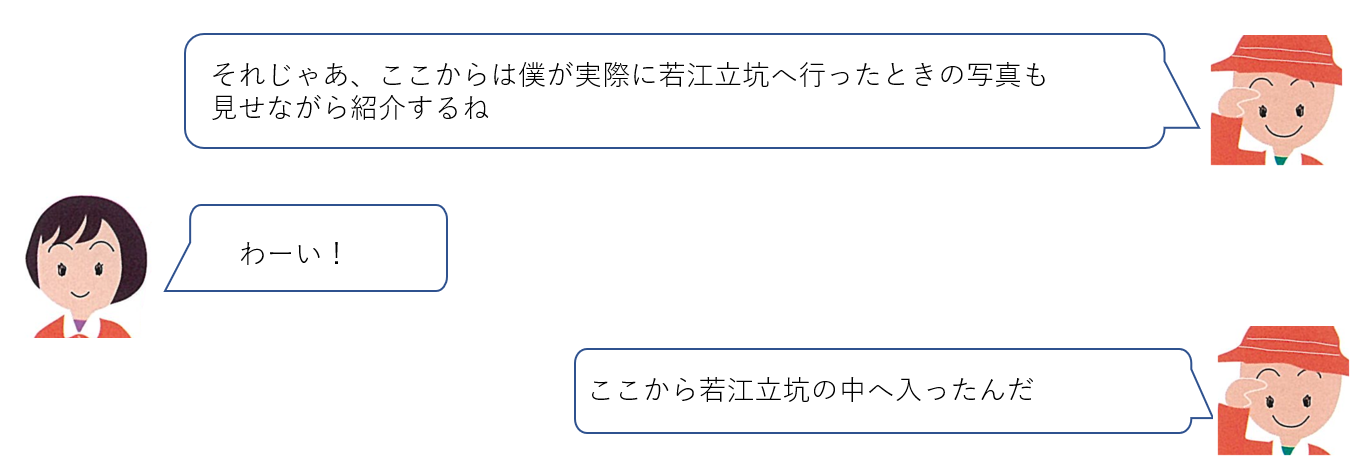 それじゃあ、ここからは僕が実際に若江立坑へ行ったときの写真も
見せながら紹介するね
わーい！
ここから若江立坑の中へ入ったんだ